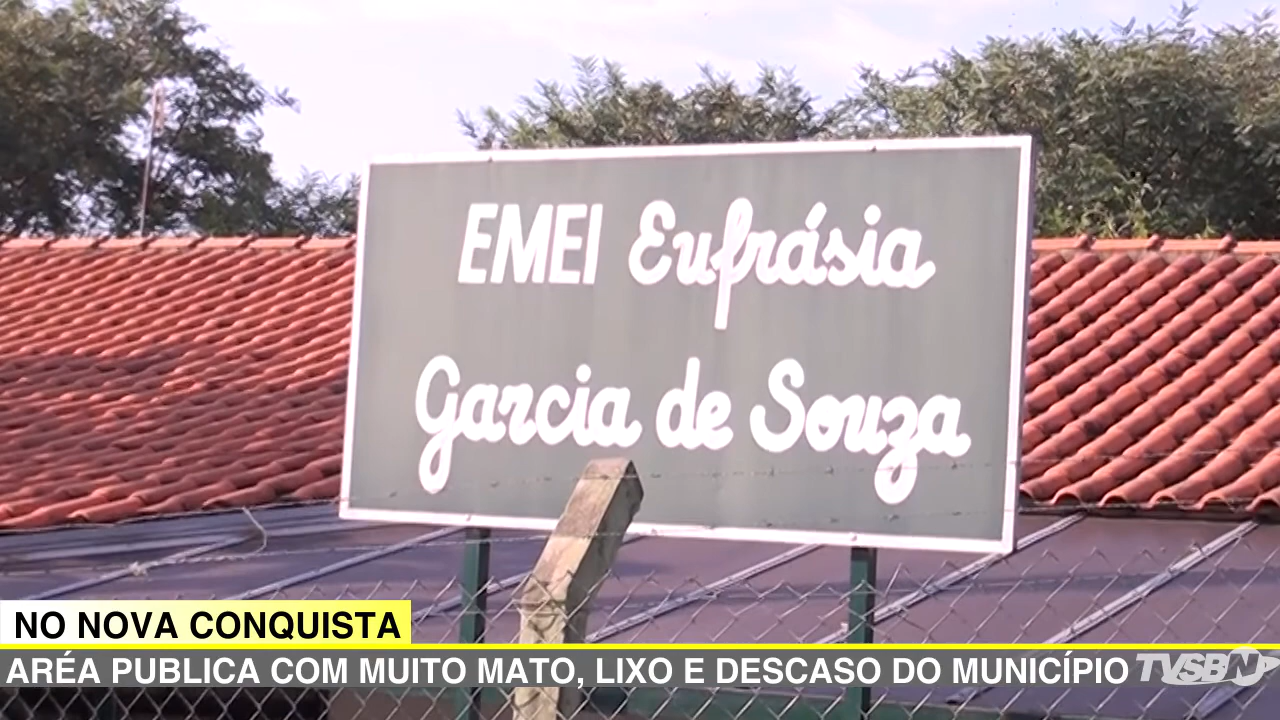 EMEI Eufrásia
Garcia de Souza
NO NOVA CONQUISTA
ARÉA PUBLICA COM MUITO MATO, LIXO E DESCASO DO MUNICÍPIO
TVSBN